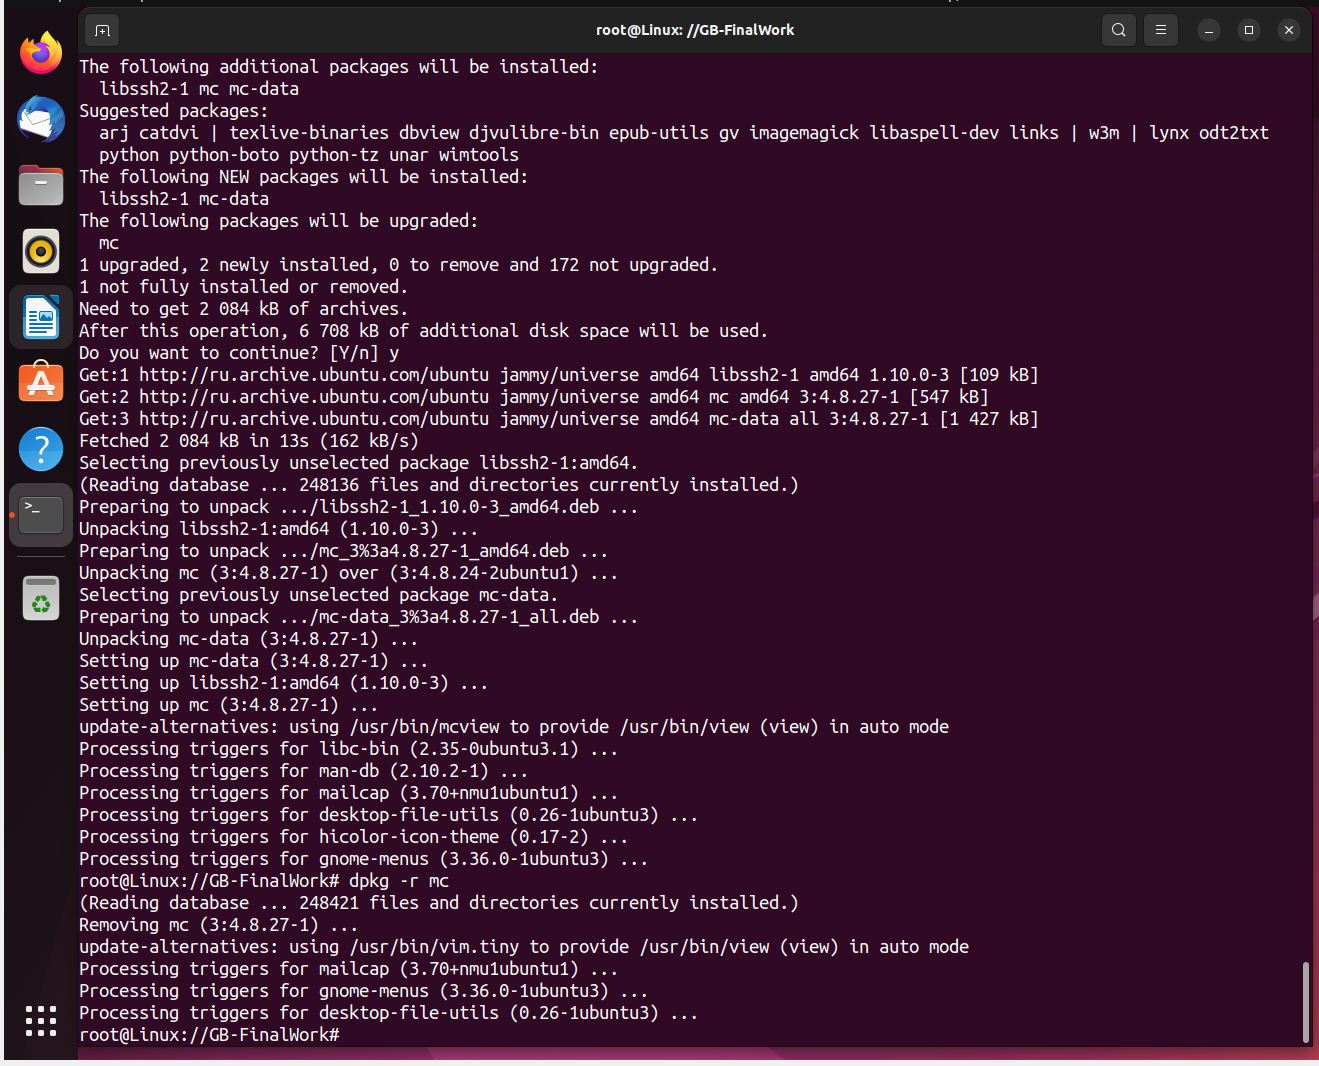 root@Linux: //GB-FinalWork
The following additional packages will be installed:
  libssh2-1 mc mc-data
Suggested packages:
  arj catdvi | texlive-binaries dbview djvulibre-bin epub-utils gv imagemagick libaspell-dev links | w3m | lynx odt2txt
  python python-boto python-tz unar wimtools
The following NEW packages will be installed:
  libssh2-1 mc-data
The following packages will be upgraded:
  mc
1 upgraded, 2 newly installed, 0 to remove and 172 not upgraded.
1 not fully installed or removed.
Need to get 2 084 kB of archives.
After this operation, 6 708 kB of additional disk space will be used.
Do you want to continue? [Y/n] y
Get:1 http://ru.archive.ubuntu.com/ubuntu jammy/universe amd64 libssh2-1 amd64 1.10.0-3 [109 kB]
Get:2 http://ru.archive.ubuntu.com/ubuntu jammy/universe amd64 mc amd64 3:4.8.27-1 [547 kB]
Get:3 http://ru.archive.ubuntu.com/ubuntu jammy/universe amd64 mc-data all 3:4.8.27-1 [1 427 kB]
Fetched 2 084 kB in 13s (162 kB/s)
Selecting previously unselected package libssh2-1:amd64.
(Reading database ... 248136 files and directories currently installed.)
Preparing to unpack .../libssh2-1_1.10.0-3_amd64.deb ...
Unpacking libssh2-1:amd64 (1.10.0-3) ...
Preparing to unpack .../mc_3%3a4.8.27-1_amd64.deb ...
Unpacking mc (3:4.8.27-1) over (3:4.8.24-2ubuntu1) ...
Selecting previously unselected package mc-data.
Preparing to unpack .../mc-data_3%3a4.8.27-1_all.deb ...
Unpacking mc-data (3:4.8.27-1) ...
Setting up mc-data (3:4.8.27-1) ...
Setting up libssh2-1:amd64 (1.10.0-3) ...
Setting up mc (3:4.8.27-1) ...
update-alternatives: using /usr/bin/mcview to provide /usr/bin/view (view) in auto mode
Processing triggers for libc-bin (2.35-0ubuntu3.1) ...
Processing triggers for man-db (2.10.2-1) ...
Processing triggers for mailcap (3.70+nmu1ubuntu1) ...
Processing triggers for desktop-file-utils (0.26-1ubuntu3) ...
Processing triggers for hicolor-icon-theme (0.17-2) ...
Processing triggers for gnome-menus (3.36.0-1ubuntu3) ...
root@Linux://GB-FinalWork# dpkg -r mc
(Reading database ... 248421 files and directories currently installed.)
Removing mc (3:4.8.27-1) ...
update-alternatives: using /usr/bin/vim.tiny to provide /usr/bin/view (view) in auto mode
Processing triggers for mailcap (3.70+nmu1ubuntu1) ...
Processing triggers for gnome-menus (3.36.0-1ubuntu3) ...
Processing triggers for desktop-file-utils (0.26-1ubuntu3) ...
root@Linux://GB-FinalWork#